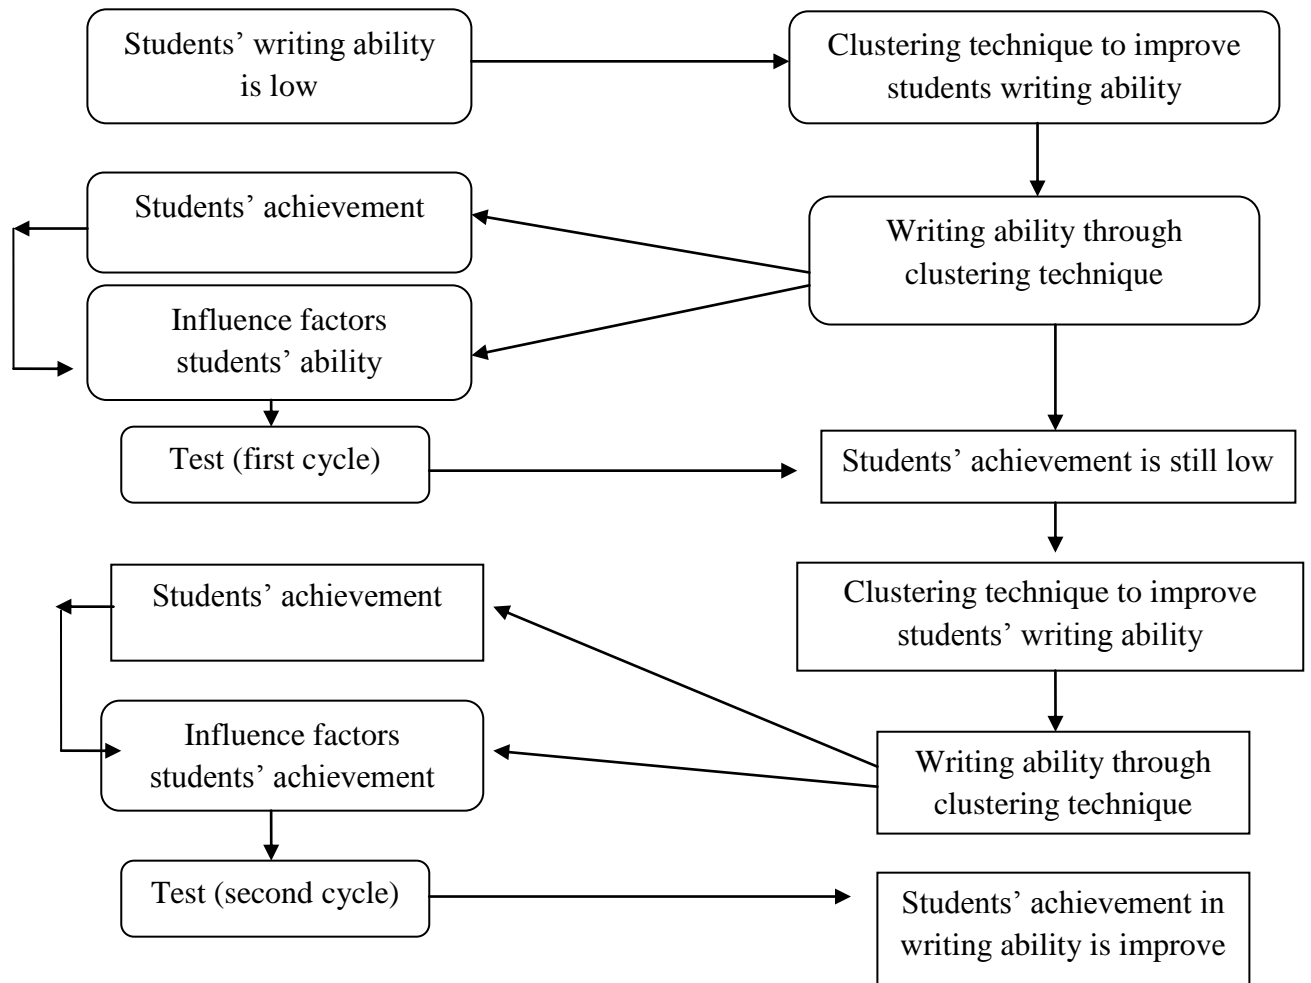 Students’ writing ability
is low
Clustering technique to improve
students writing ability
Students’ achievement
Writing ability through
clustering technique
Influence factors
students’ ability
Test (first cycle)
Students’ achievement is still low
Students’ achievement
Clustering technique to improve
students’ writing ability
Influence factors
students’ achievement
Writing ability through
clustering technique
Test (second cycle)
Students’ achievement in
writing ability is improve